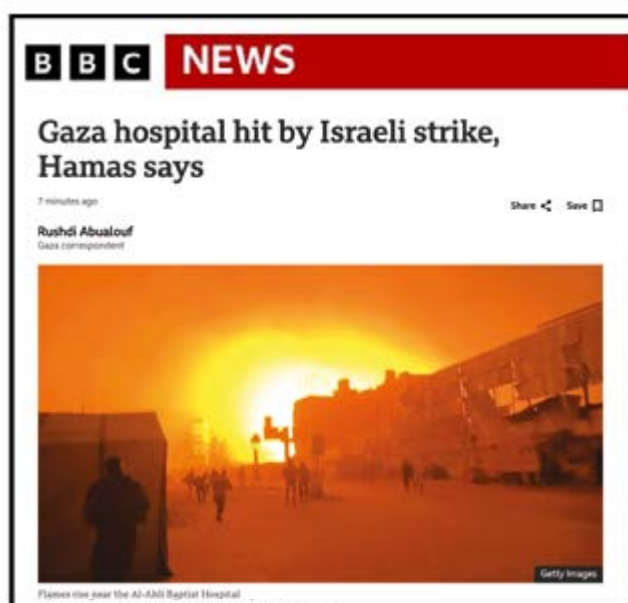 BBC NEWS
Gaza hospital hit by Israeli strike,
Hamas says
7 minutes ago
Share Save
Rushdi Abualouf
Gaza correspondent
Getty Images
Flames rise near the Al-Ahli Baptist Hospital